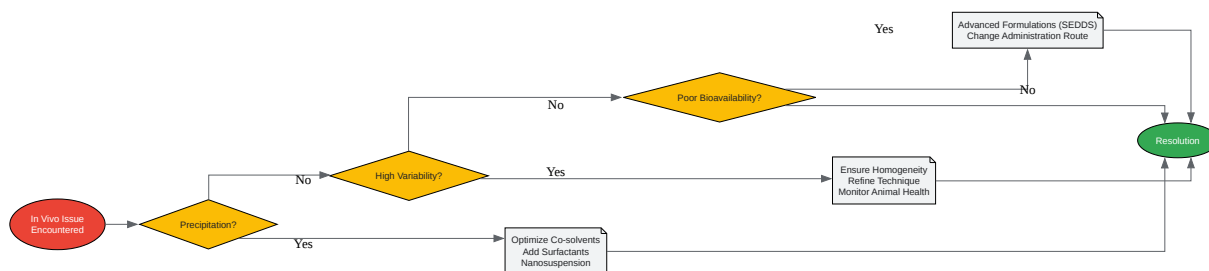 Yes
Advanced Formulations (SEDDS)
Change Administration Route
No
Poor Bioavailability?
No
Resolution
No
High Variability?
Yes
Ensure Homogeneity
Refine Technique
Monitor Animal Health
In Vivo Issue
Encountered
Precipitation?
Yes
Optimize Co-solvents
Add Surfactants
Nanosuspension